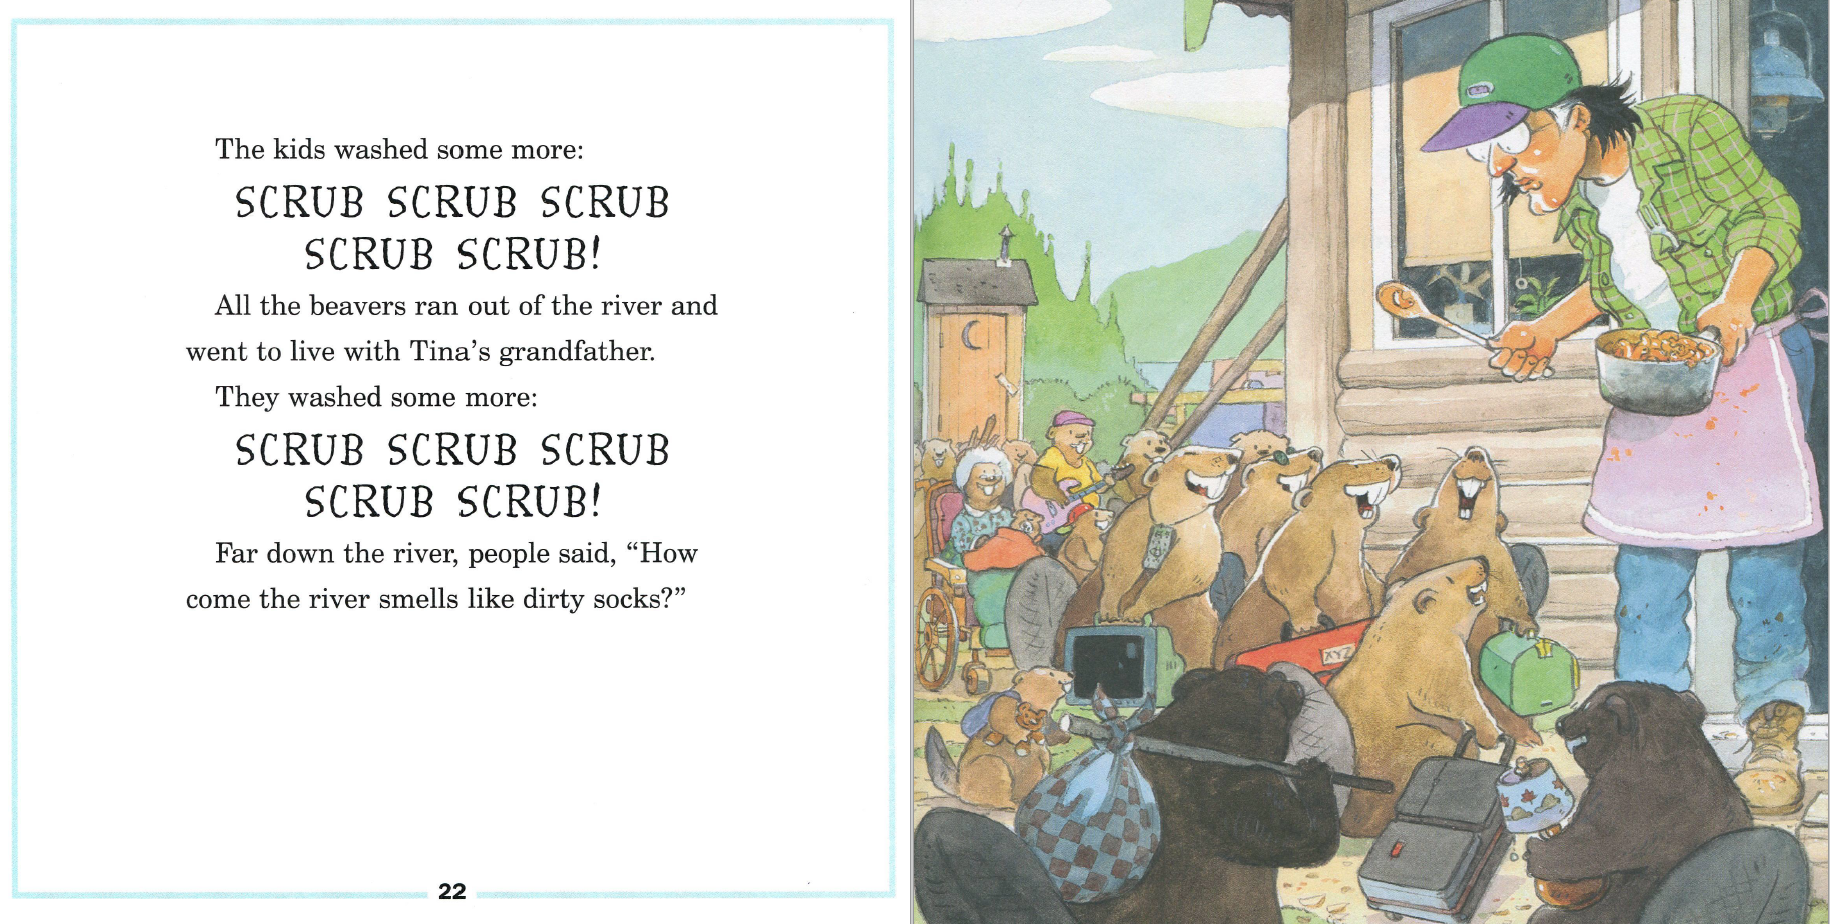 The kids washed some more:
SCRUB SCRUB SCRUB
SCRUB SCRUB!
All the beavers ran out of the river and
went to live with Tina’s grandfather.
They washed some more:
SCRUB SCRUB SCRUB
SCRUB SCRUB!
Far down the river, people said, “How
come the river smells like dirty socks?”
22
XYZ